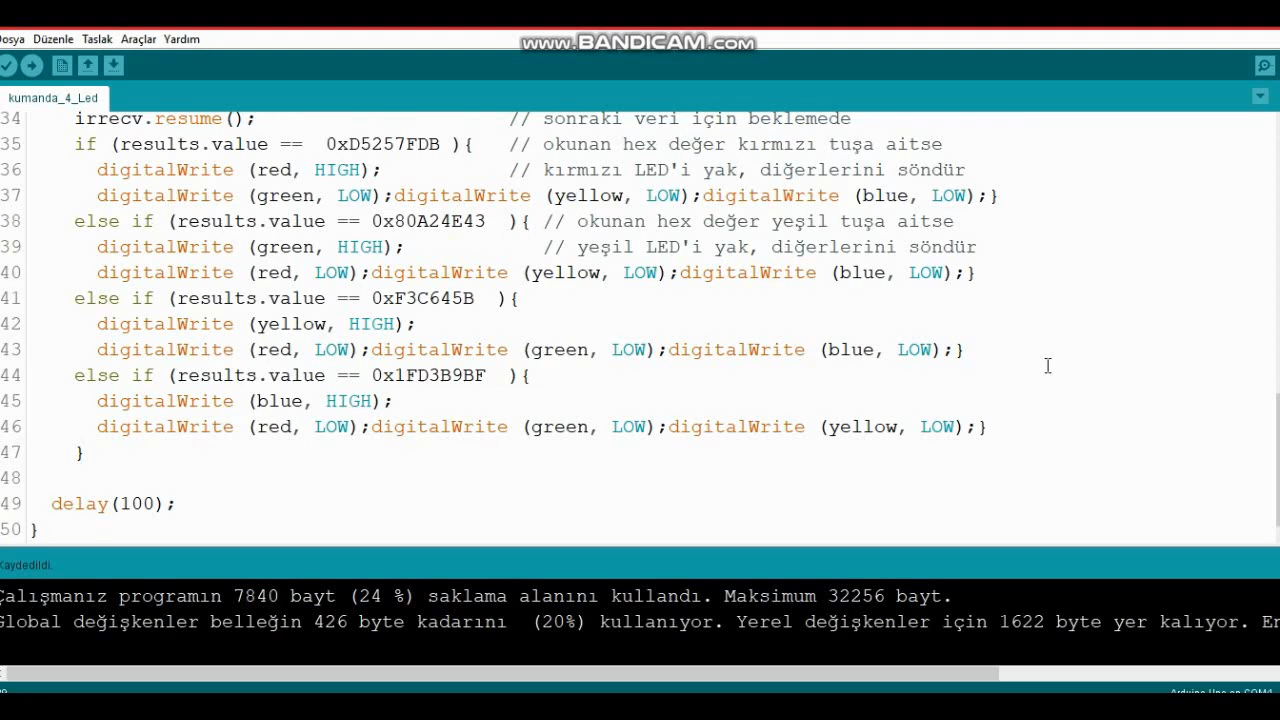 www.BANDICAM.com
Dosya Düzenle Taslak Araçlar Yardım
kumanda_4_Led
34 irrecv.resume(); // sonraki veri için beklemede
35 if (results.value == 0xD5257FDB ){ // okunan hex değer kırmızı tuşa aitse
36 digitalWrite (red, HIGH); // kırmızı LED'i yak, diğerlerini söndür
37 digitalWrite (green, LOW);digitalWrite (yellow, LOW);digitalWrite (blue, LOW);}
38 else if (results.value == 0x80A24E43 ){ // okunan hex değer yeşil tuşa aitse
39 digitalWrite (green, HIGH); // yeşil LED'i yak, diğerlerini söndür
40 digitalWrite (red, LOW);digitalWrite (yellow, LOW);digitalWrite (blue, LOW);}
41 else if (results.value == 0xF3C645B ){
42 digitalWrite (yellow, HIGH);
43 digitalWrite (red, LOW);digitalWrite (green, LOW);digitalWrite (blue, LOW);}
44 else if (results.value == 0x1FD3B9BF ){
45 digitalWrite (blue, HIGH);
46 digitalWrite (red, LOW);digitalWrite (green, LOW);digitalWrite (yellow, LOW);}
47 }
48
49 delay(100);
50 }
Kaydedildi.
Çalışmanız programın 7840 bayt (24 %) saklama alanını kullandı. Maksimum 32256 bayt.
Global değişkenler belleğin 426 byte kadarını (20%) kullanıyor. Yerel değişkenler için 1622 byte yer kalıyor. En